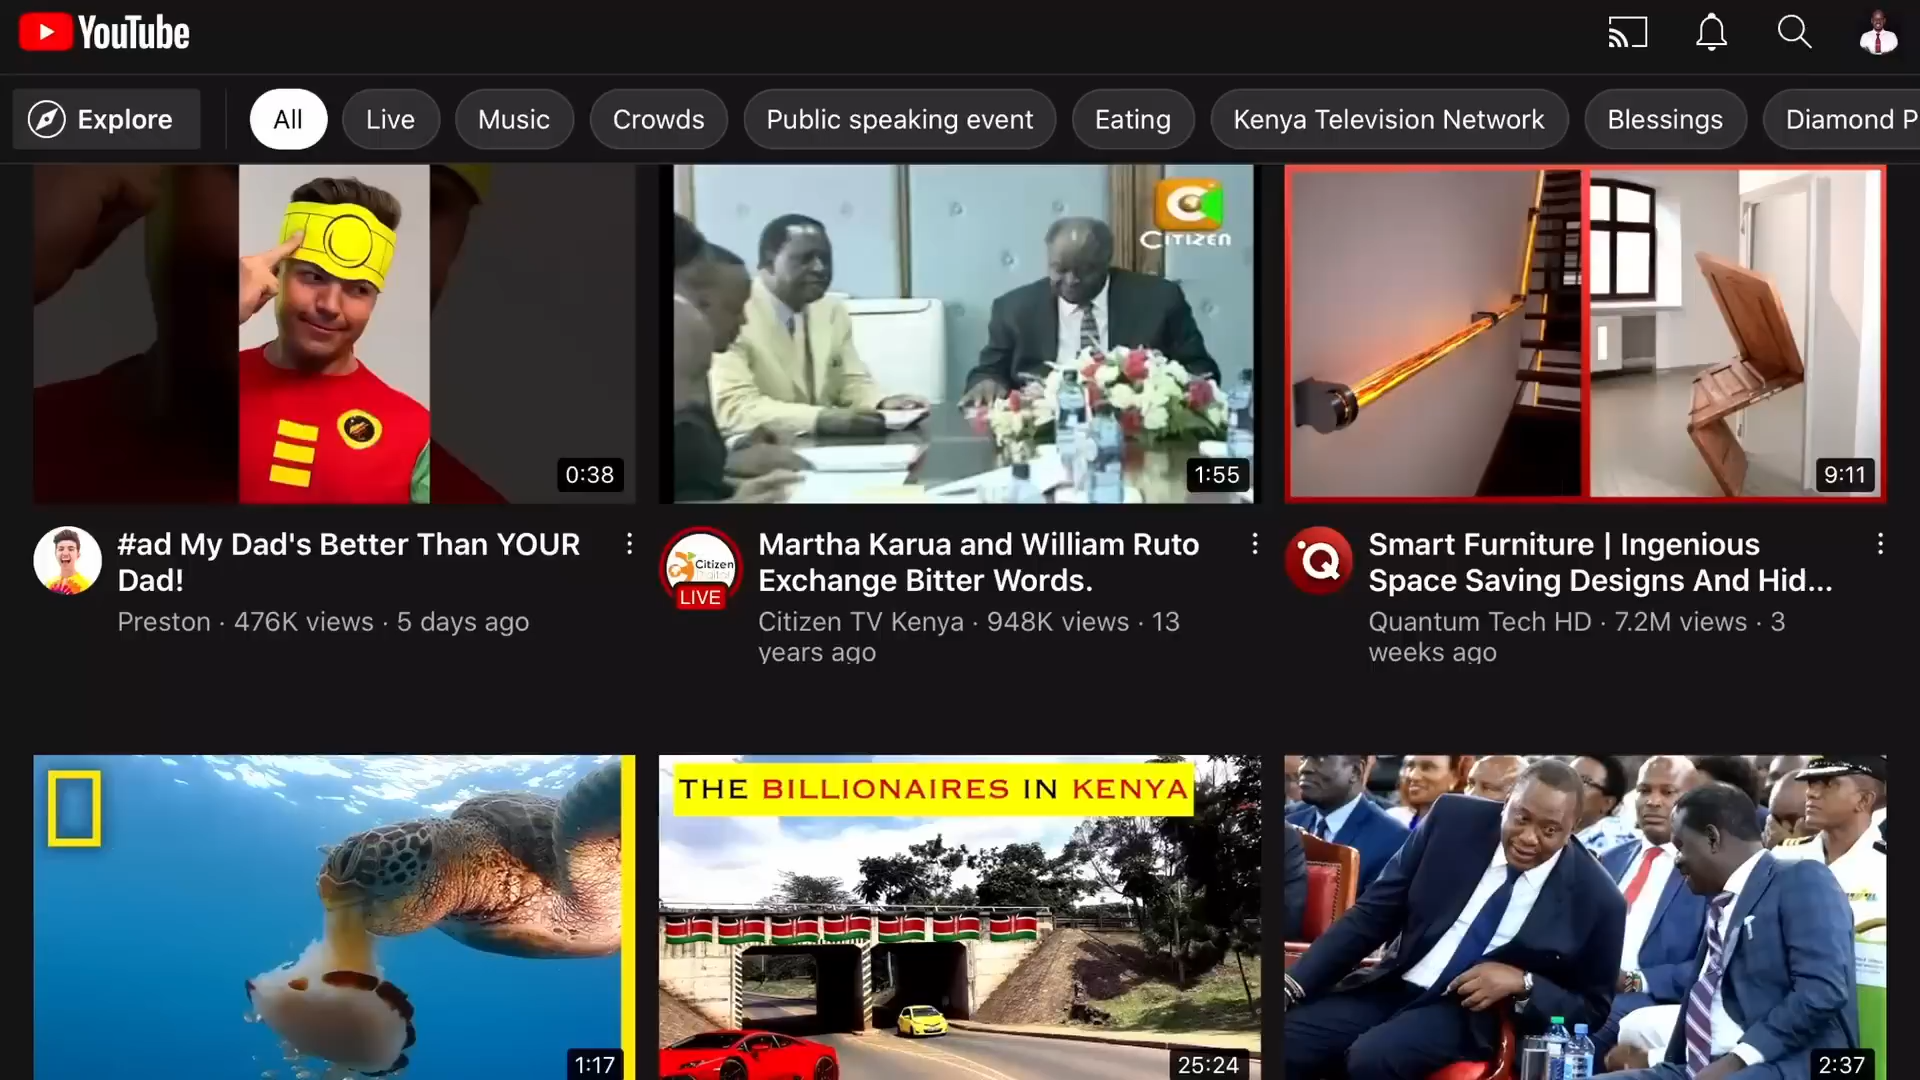 YouTube
Explore
All
Live
Music
Crowds
Public speaking event
Eating
Kenya Television Network
Blessings
Diamond P
CITIZEN
0:38
1:55
9:11
#ad My Dad's Better Than YOUR
Dad!
Preston · 476K views · 5 days ago
Citizen
Digital
LIVE
Martha Karua and William Ruto
Exchange Bitter Words.
Citizen TV Kenya · 948K views · 13
years ago
Smart Furniture | Ingenious
Space Saving Designs And Hid...
Quantum Tech HD · 7.2M views · 3
weeks ago
THE BILLIONAIRES IN KENYA
1:17
25:24
2:37